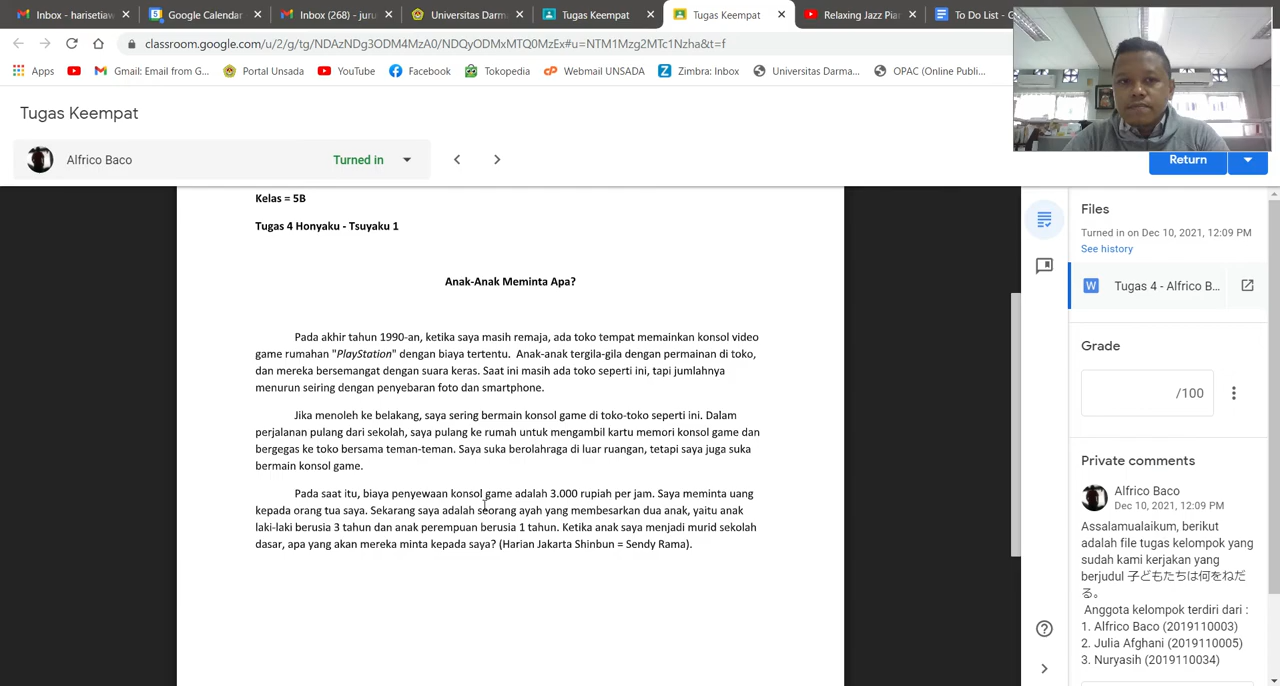 Inbox - harisetiaw
Google Calendar
Inbox (268) - juru
Universitas Darm
Tugas Keempat
Tugas Keempat
Relaxing Jazz Pia
To Do List - G
classroom.google.com/u/2/g/tg/NDAzNDg3ODM4MzA0/NDQyODMxMTQ0MzEx#u=NTM1Mzg2MTc1Nzha&t=f
Apps
Gmail: Email from G...
Portal Unsada
YouTube
Facebook
Tokopedia
Webmail UNSADA
Zimbra: Inbox
Universitas Darma...
OPAC (Online Publi...
Tugas Keempat
Alfrico Baco
Turned in
Return
Kelas = 5B
Tugas 4 Honyaku - Tsuyaku 1
Anak-Anak Meminta Apa?
Pada akhir tahun 1990-an, ketika saya masih remaja, ada toko tempat memainkan konsol video
game rumahan "PlayStation" dengan biaya tertentu. Anak-anak tergila-gila dengan permainan di toko,
dan mereka bersemangat dengan suara keras. Saat ini masih ada toko seperti ini, tapi jumlahnya
menurun seiring dengan penyebaran foto dan smartphone.
Jika menoleh ke belakang, saya sering bermain konsol game di toko-toko seperti ini. Dalam
perjalanan pulang dari sekolah, saya pulang ke rumah untuk mengambil kartu memori konsol game dan
bergegas ke toko bersama teman-teman. Saya suka berolahraga di luar ruangan, tetapi saya juga suka
bermain konsol game.
Pada saat itu, biaya penyewaan konsol game adalah 3.000 rupiah per jam. Saya meminta uang
kepada orang tua saya. Sekarang saya adalah seorang ayah yang membesarkan dua anak, yaitu anak
laki-laki berusia 3 tahun dan anak perempuan berusia 1 tahun. Ketika anak saya menjadi murid sekolah
dasar, apa yang akan mereka minta kepada saya? (Harian Jakarta Shinbun = Sendy Rama).
Files
Turned in on Dec 10, 2021, 12:09 PM
See history
W
Tugas 4 - Alfrico B...
Grade
/100
Private comments
Alfrico Baco
Dec 10, 2021, 12:09 PM
Assalamualaikum, berikut
adalah file tugas kelompok yang
sudah kami kerjakan yang
berjudul 子どもたちは何をねだ
る。
Anggota kelompok terdiri dari :
1. Alfrico Baco (2019110003)
2. Julia Afghani (2019110005)
3. Nuryasih (2019110034)